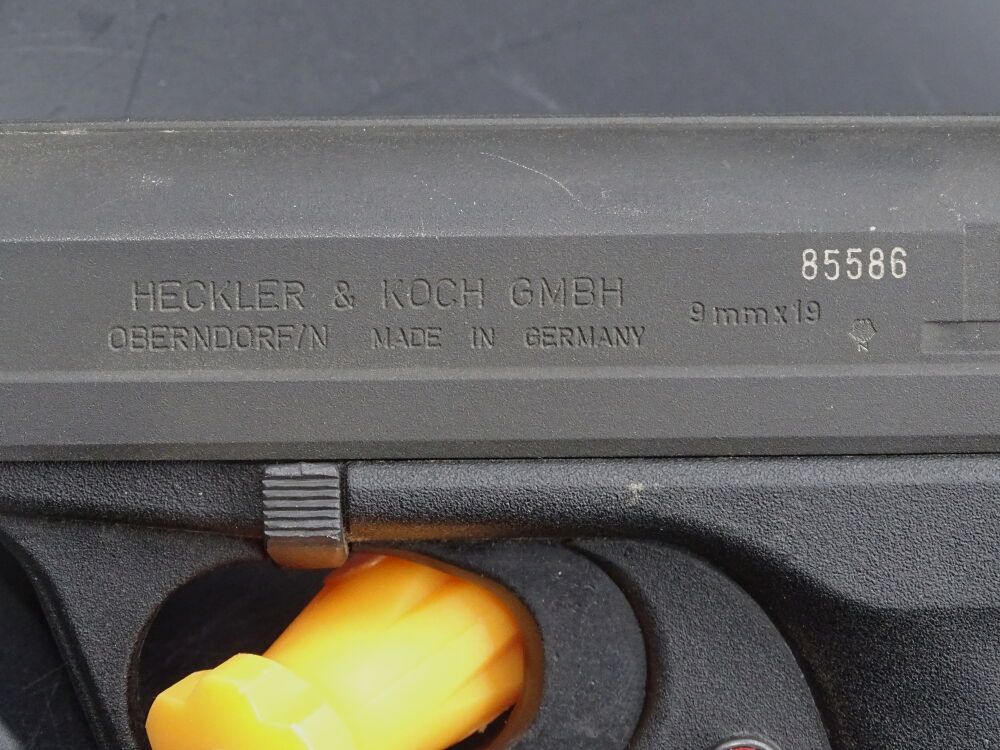 85586
HECKLER & KOCH GMBH
9mmx19
OBERNDORF/N MADE IN GERMANY